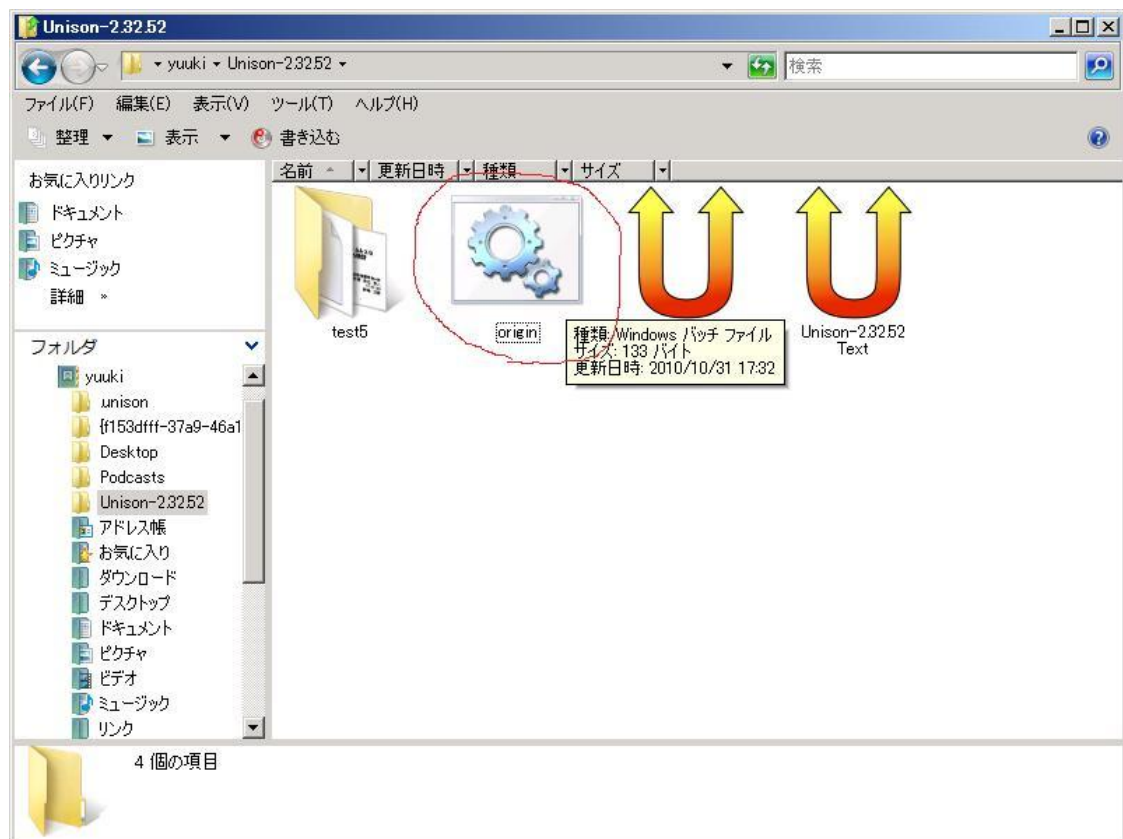 Unison-2.32.52
yuuki Unison-2.32.52
検索
ファイル(F) 編集(E) 表示(V) ツール(T) ヘルプ(H)
整理 表示 書き込む
お気に入りリンク
ドキュメント
ピクチャ
ミュージック
詳細 »
フォルダ
yuuki
.unison
{f153dfff-37a9-46a1
Desktop
Podcasts
Unison-2.32.52
アドレス帳
お気に入り
ダウンロード
デスクトップ
ドキュメント
ピクチャ
ビデオ
ミュージック
リンク
名前 更新日時 種類 サイズ
test5
origin
種類: Windows バッチ ファイル
サイズ: 133 バイト
更新日時: 2010/10/31 17:32
Unison-2.32.52
Text
4 個の項目